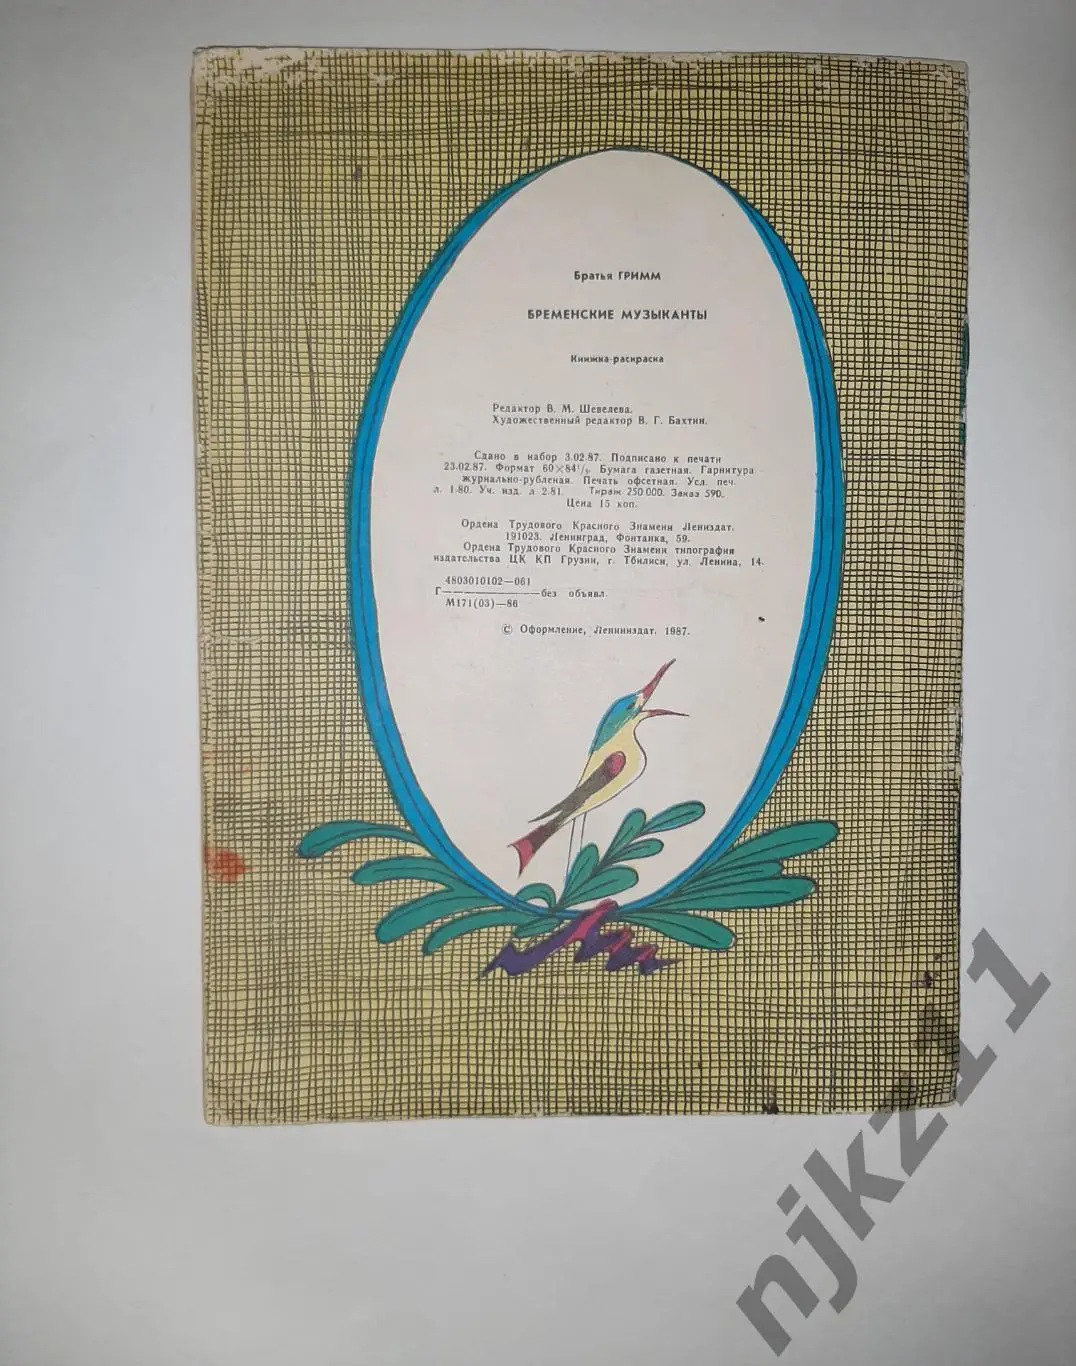 Братья ГРИММ
БРЕМЕНСКИЕ МУЗЫКАНТЫ
Книжка-раскраска
Редактор В. М. Шевелева.
Художественный редактор В. Г. Бахтин.
Сдано в набор 3.02.87. Подписано к печати
23.02.87. Формат 60×84¹/₈. Бумага газетная. Гарнитура
журнально-рубленая. Печать офсетная. Усл. печ.
л. 1·80. Уч. изд. л 2·81. Тираж 250 000. Заказ 590.
Цена 15 коп.
Ордена Трудового Красного Знамени Лениздат,
191023, Ленинград, Фонтанка, 59.
Ордена Трудового Красного Знамени типография
издательства ЦК КП Грузии, г. Тбилиси, ул. Ленина, 14.
4803010102—061
Г————без объявл.
М171(03)—86
© Оформление, Лениниздат, 1987.
njkz11